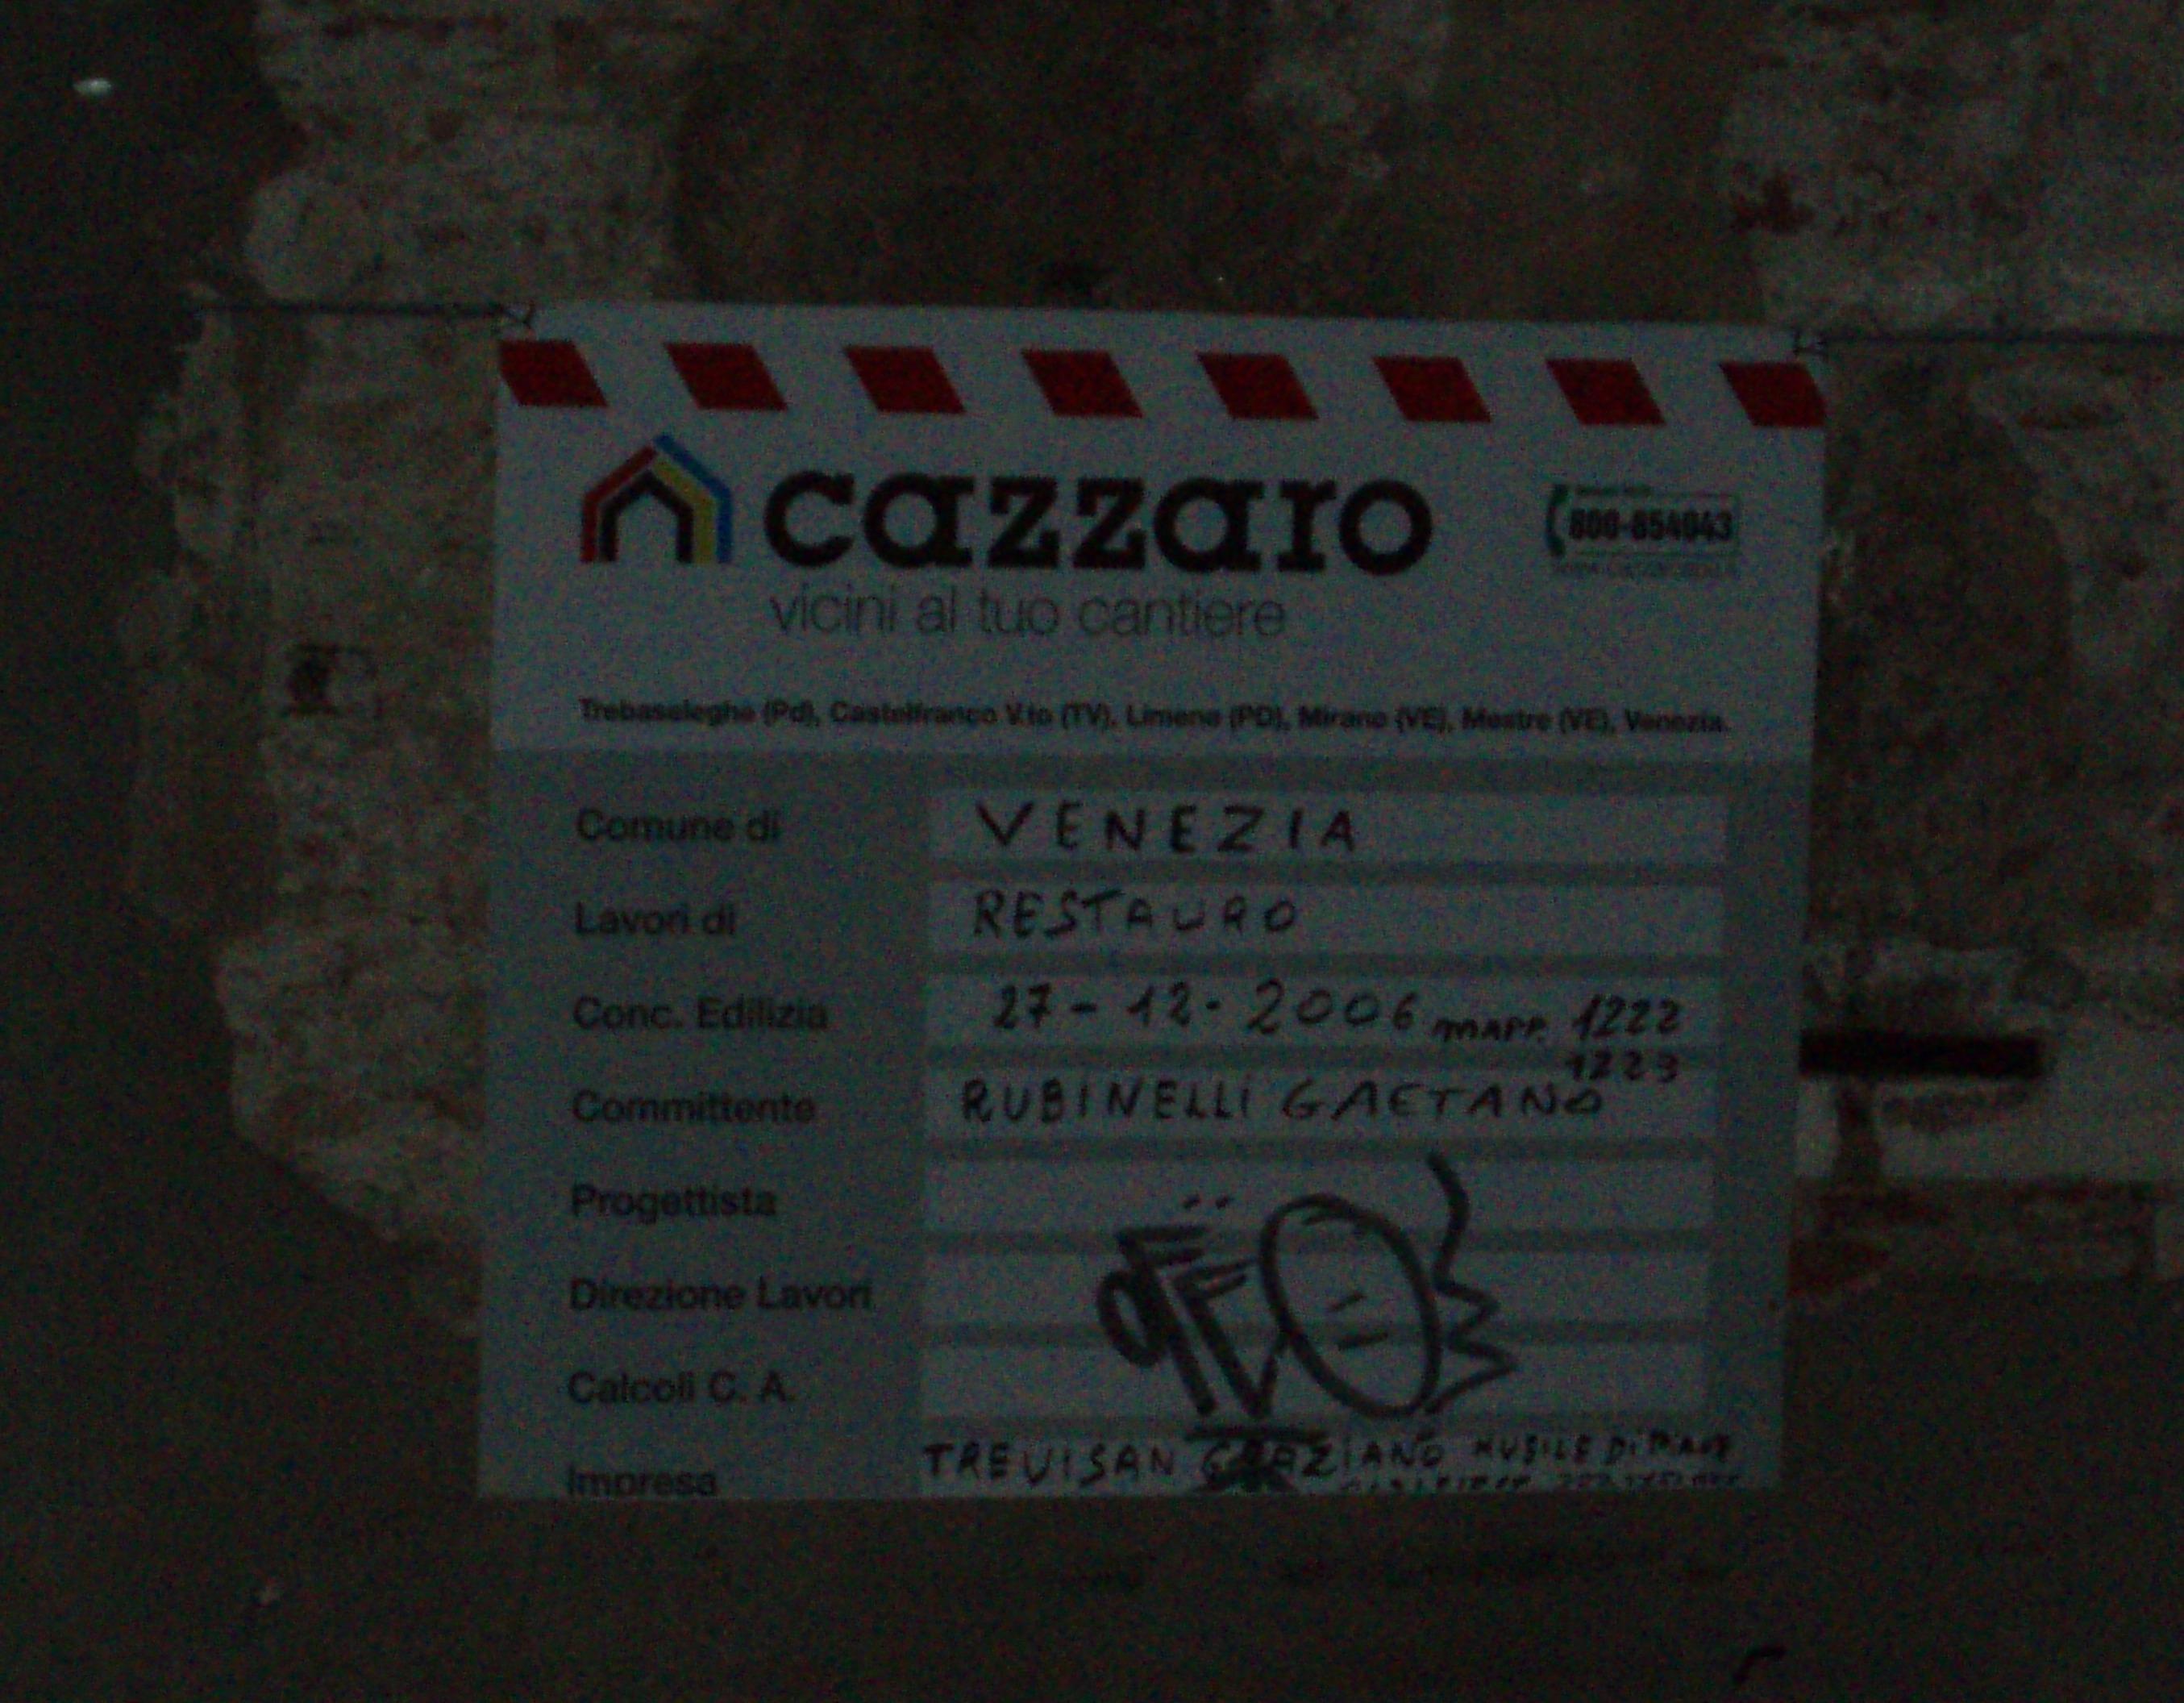 cazzaro
800-854043
vicini al tuo cantiere
Trebaseleghe (Pd), Castelfranco V.to (TV), Limena (PD), Mirano (VE), Mestre (VE), Venezia.
Comune di VENEZIA
Lavori di RESTAURO
Conc. Edilizia 27-12-2006 MAPP. 1222
1223
Committente RUBINELLI GAETANO
Progettista
Direzione Lavori
Calcoli C. A.
Impresa TREVISAN GRAZIANO